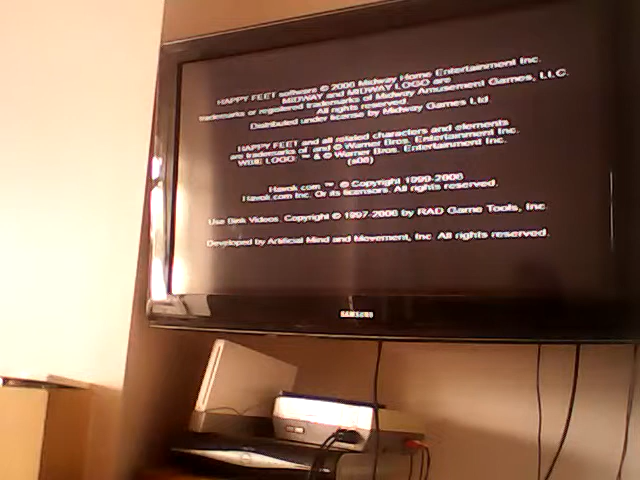 HAPPY FEET software © 2006 Midway Home Entertainment Inc.
MIDWAY and MIDWAY LOGO are
trademarks or registered trademarks of Midway Amusement Games, LLC.
All rights reserved.
Distributed under license by Midway Games Ltd.
HAPPY FEET and all related characters and elements
are trademarks of and © Warner Bros. Entertainment Inc.
WBIE LOGO ™ & © Warner Bros. Entertainment Inc.
(s06)
Havok.com ™ © Copyright 1999-2006
Havok.com Inc. Or its licensors. All rights reserved.
Use Bink Videos. Copyright © 1997-2006 by RAD Game Tools, Inc.
Developed by Artificial Mind and Movement, Inc. All rights reserved.
SAMSUNG